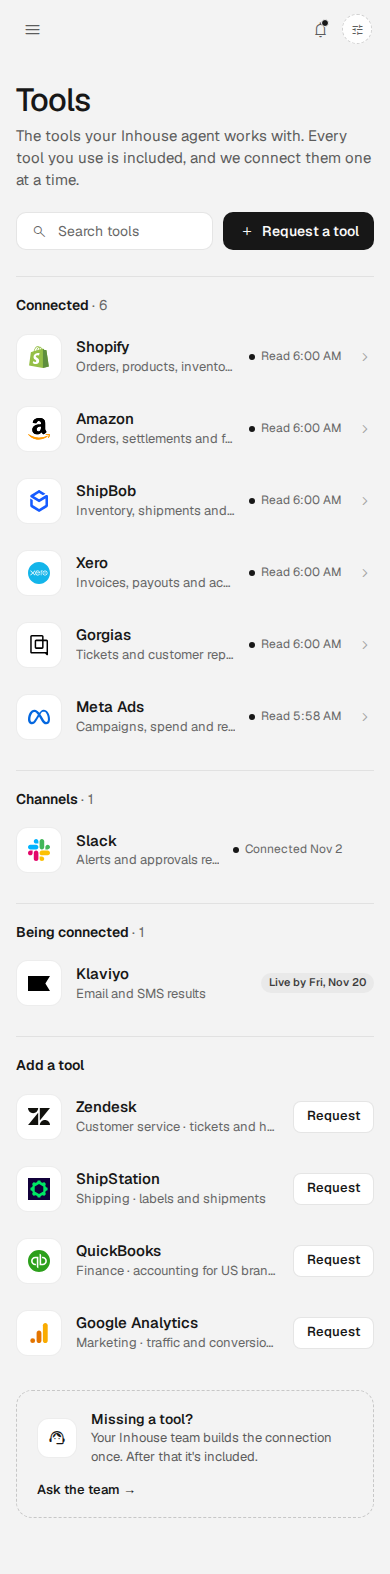 Tools
The tools your Inhouse agent works with. Every
tool you use is included, and we connect them one
at a time.
Search tools
+ Request a tool
Connected · 6
Shopify
Orders, products, invento...
Read 6:00 AM
Amazon
Orders, settlements and f...
Read 6:00 AM
ShipBob
Inventory, shipments and...
Read 6:00 AM
xero
Xero
Invoices, payouts and ac...
Read 6:00 AM
Gorgias
Tickets and customer rep...
Read 6:00 AM
Meta Ads
Campaigns, spend and re...
Read 5:58 AM
Channels · 1
Slack
Alerts and approvals re...
Connected Nov 2
Being connected · 1
Klaviyo
Email and SMS results
Live by Fri, Nov 20
Add a tool
Zendesk
Customer service · tickets and h...
Request
ShipStation
Shipping · labels and shipments
Request
qb
QuickBooks
Finance · accounting for US bran...
Request
Google Analytics
Marketing · traffic and conversio...
Request
Missing a tool?
Your Inhouse team builds the connection
once. After that it's included.
Ask the team →